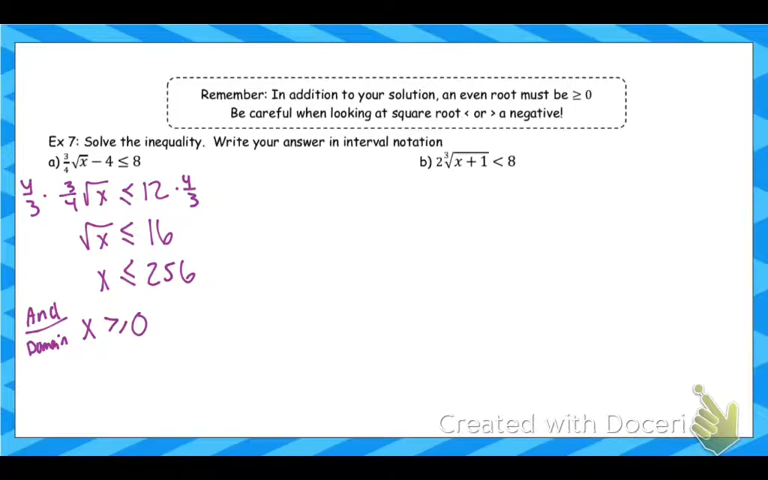 Remember: In addition to your solution, an even root must be ≥ 0
Be careful when looking at square root < or > a negative!
Ex 7: Solve the inequality. Write your answer in interval notation
a) 3/4 √x − 4 ≤ 8
b) 2∛(x + 1) < 8
4/3 · 3/4 √x ≤ 12 · 4/3
√x ≤ 16
x ≤ 256
And
Domain
x ≥ 0
Created with Doceri